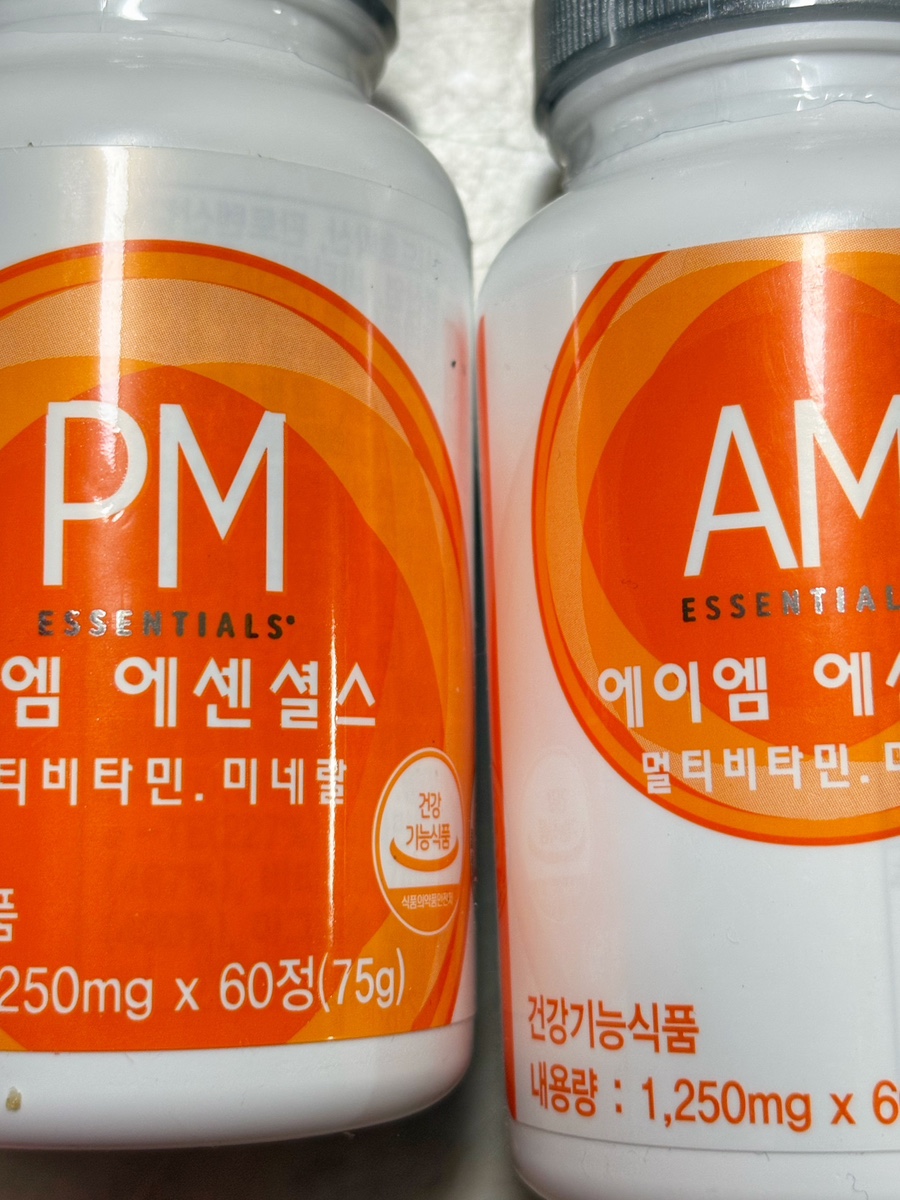 PM
ESSENTIALS
엠 에센셜스
티비타민. 미네랄
건강
기능식품
식품의약품안전처
품
,250mg x 60정(75g)
AM
ESSENTIAL
에이엠 에
멀티비타민.
건강기능식품
내용량 : 1,250mg x 6